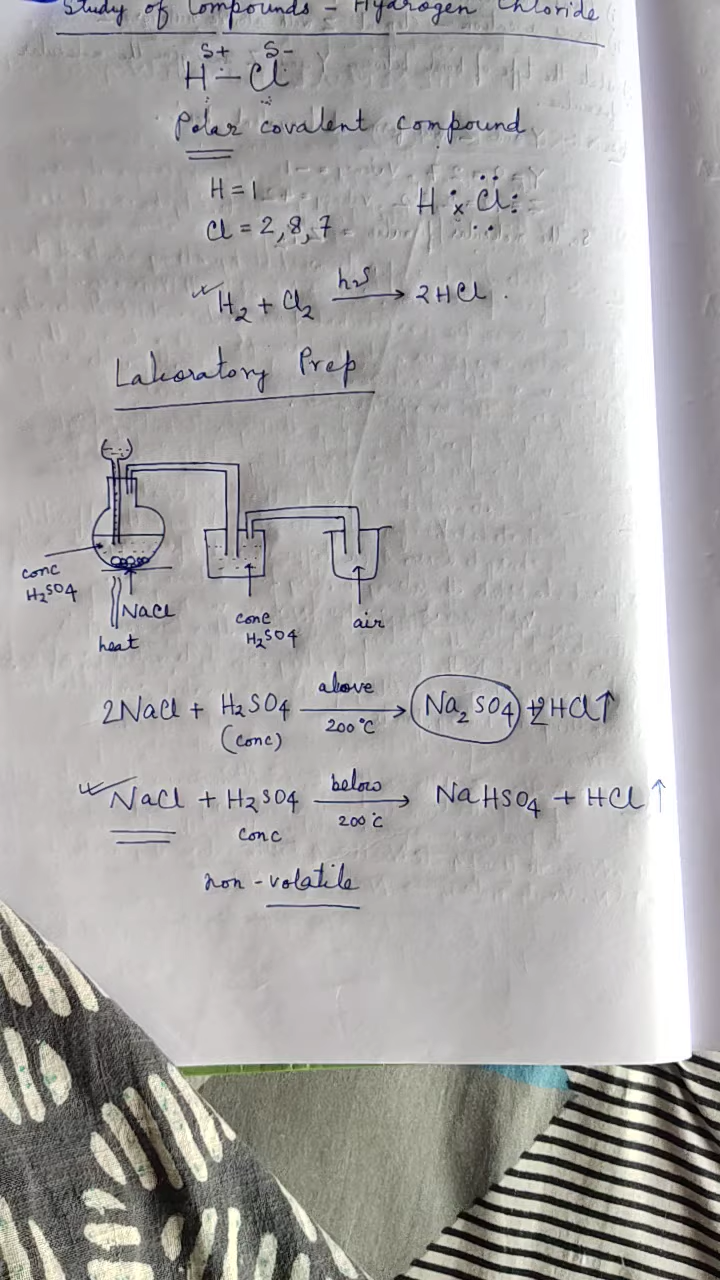 Study of Compounds - Hydrogen Chloride
δ+ δ-
H - Cl
Polar covalent compound
H = 1
Cl = 2, 8, 7
H Cl
H₂ + Cl₂ hν → 2HCl.
Laboratory Prep
conc H₂SO₄
NaCl
heat
conc H₂SO₄
air
2NaCl + H₂SO₄ (conc) above 200°C → Na₂SO₄ + 2HCl↑
NaCl + H₂SO₄ conc below 200°C → NaHSO₄ + HCl↑
non-volatile